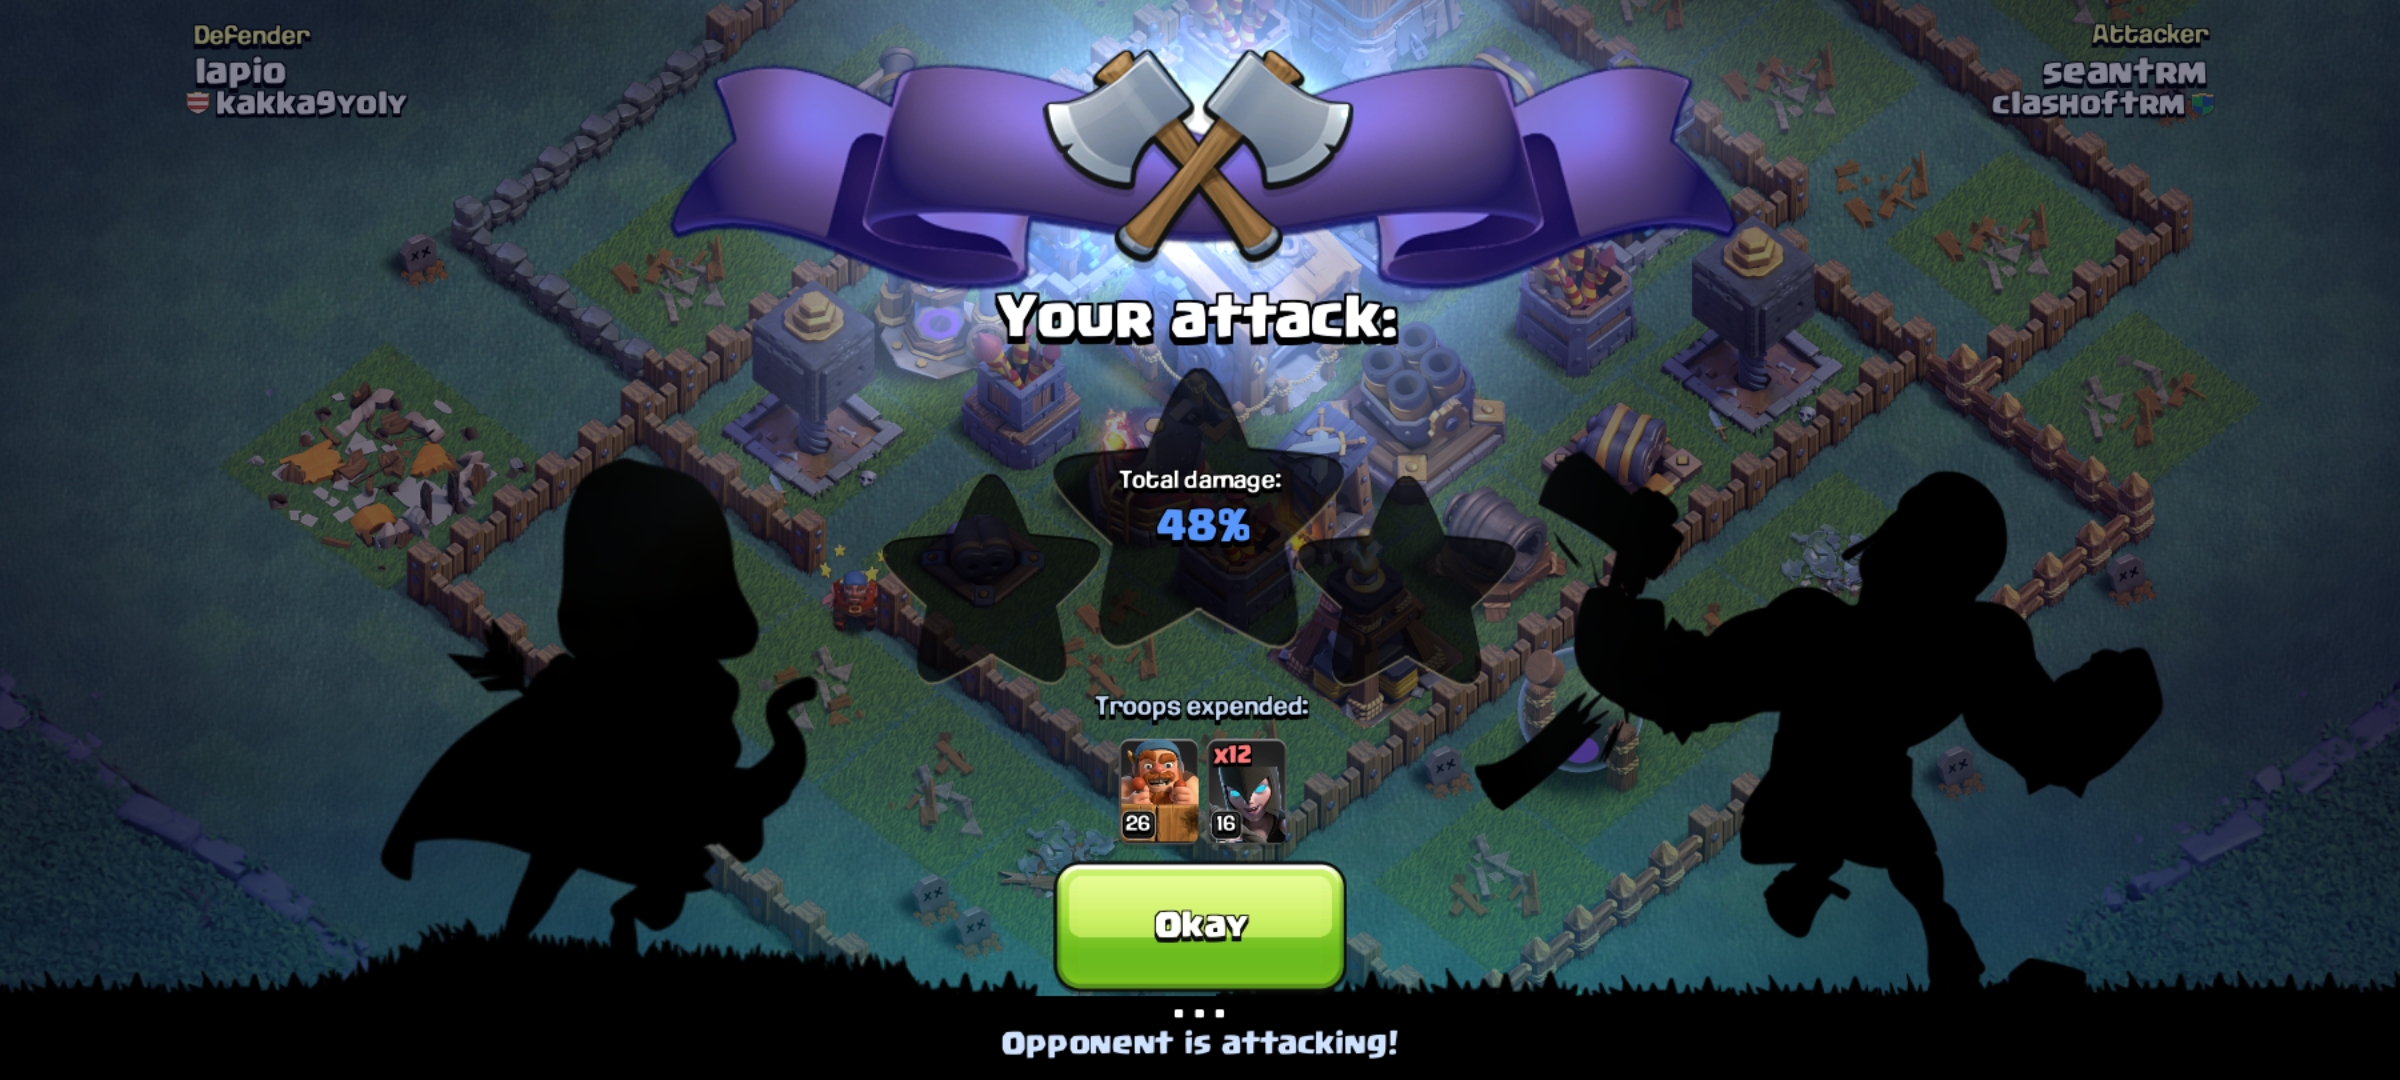 Defender
lapio
kakka9yoly
Attacker
seantRM
clashoftRM
Your attack:
Total damage:
48%
Troops expended:
x12
26
16
Okay
...
Opponent is attacking!